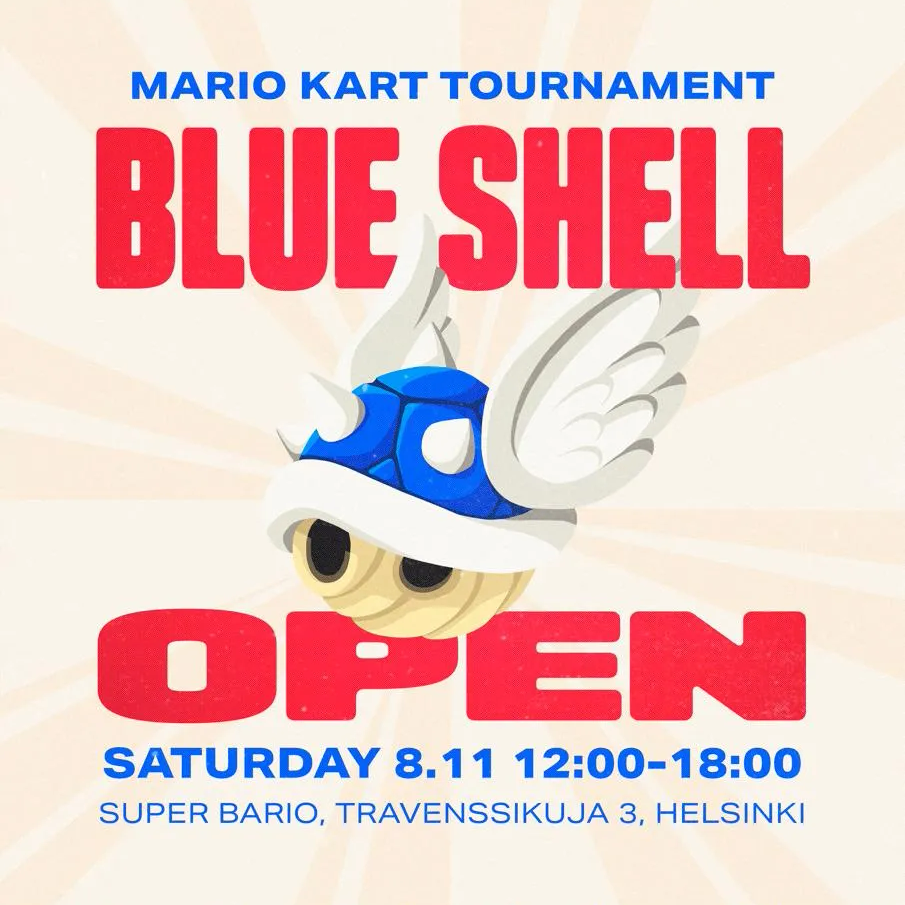 MARIO KART TOURNAMENT
BLUE SHELL
OPEN
SATURDAY 8.11 12:00-18:00
SUPER BARIO, TRAVENSSIKUJA 3, HELSINKI